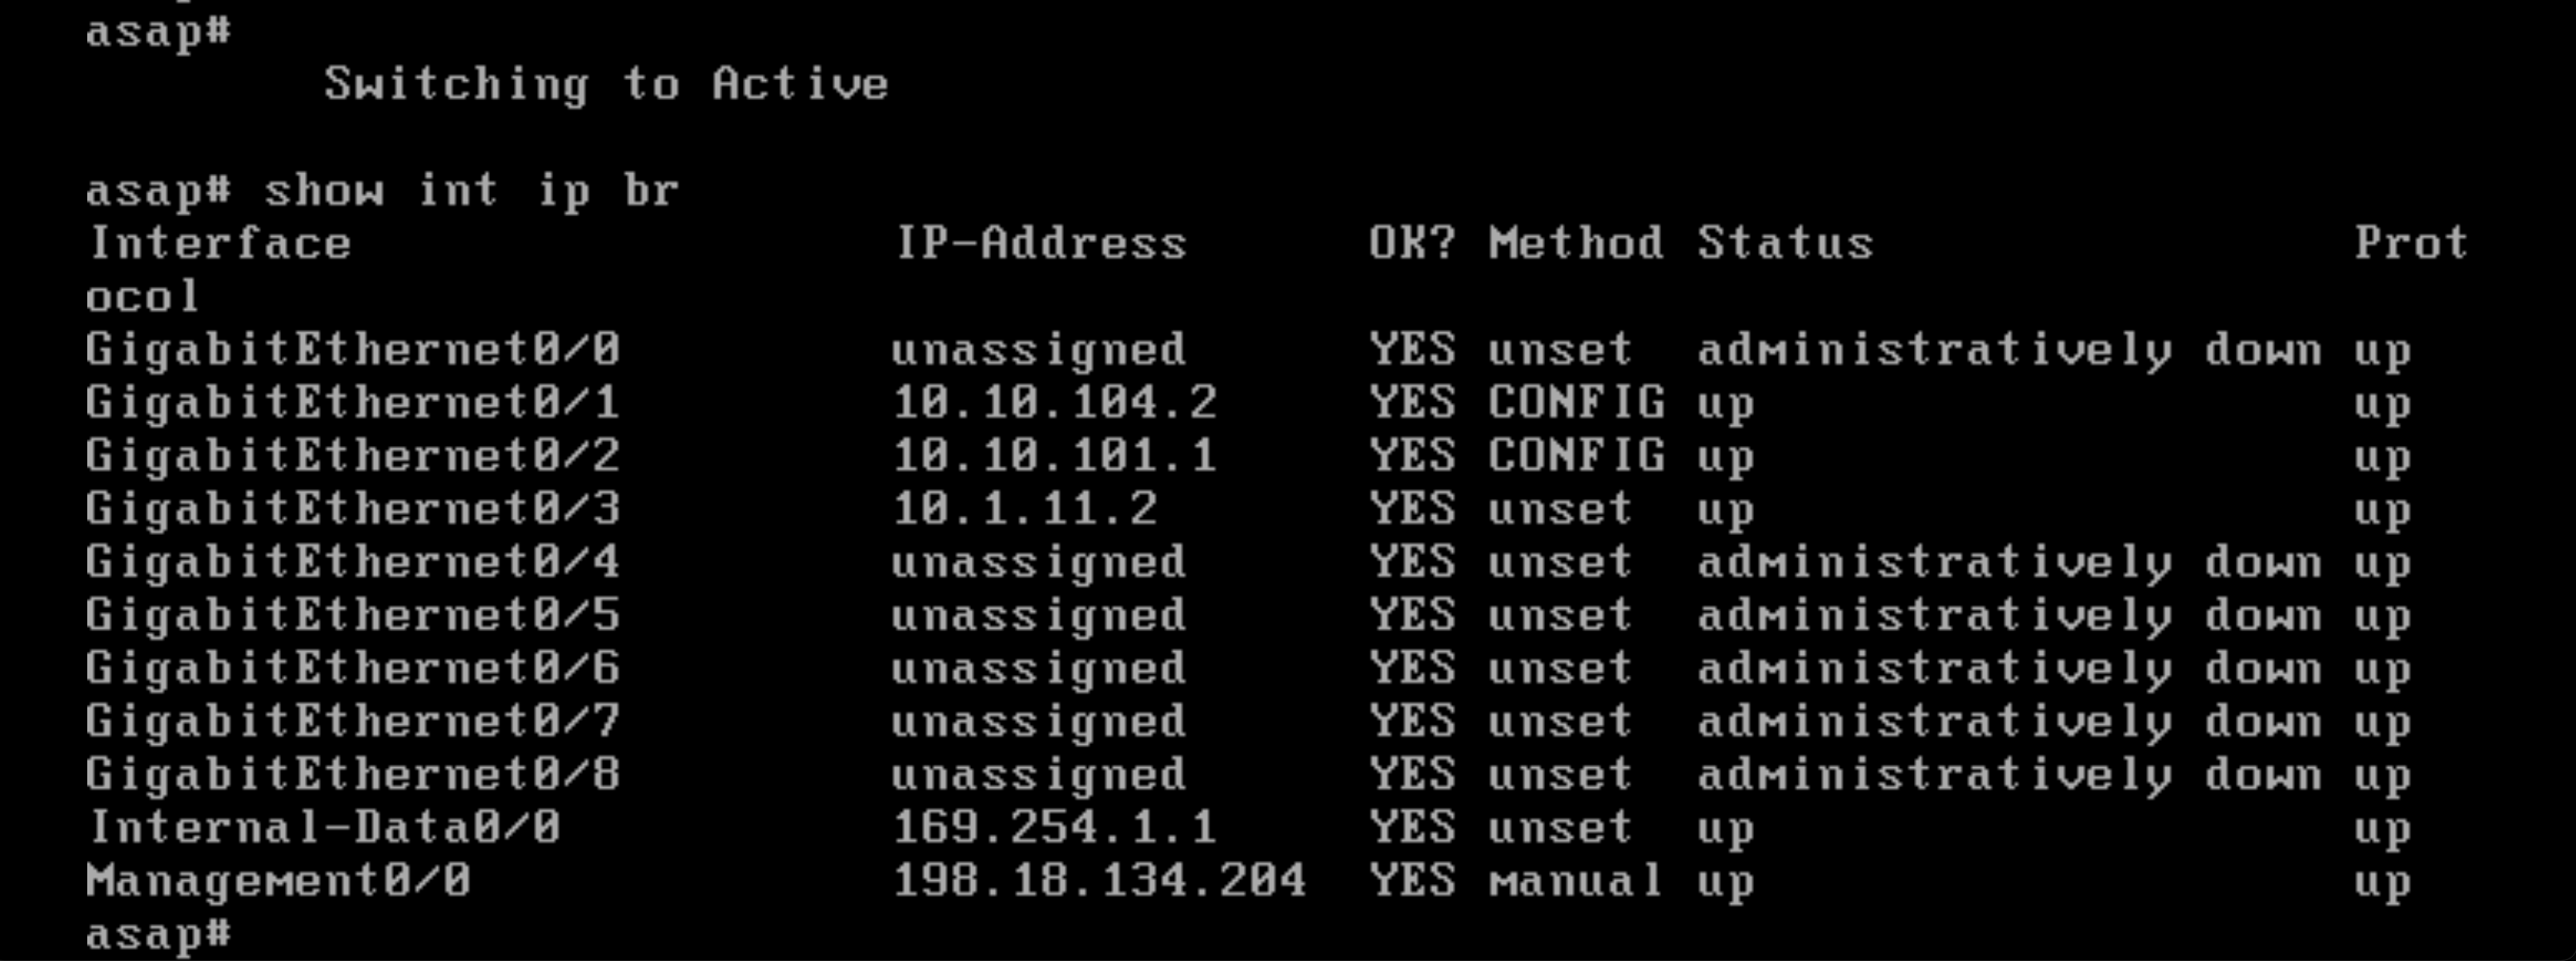 asap#
Switching to Active
asap# show int ip br
Interface IP-Address OK? Method Status Prot
ocol
GigabitEthernet0/0 unassigned YES unset administratively down up
GigabitEthernet0/1 10.10.104.2 YES CONFIG up up
GigabitEthernet0/2 10.10.101.1 YES CONFIG up up
GigabitEthernet0/3 10.1.11.2 YES unset up up
GigabitEthernet0/4 unassigned YES unset administratively down up
GigabitEthernet0/5 unassigned YES unset administratively down up
GigabitEthernet0/6 unassigned YES unset administratively down up
GigabitEthernet0/7 unassigned YES unset administratively down up
GigabitEthernet0/8 unassigned YES unset administratively down up
Internal-Data0/0 169.254.1.1 YES unset up up
Management0/0 198.18.134.204 YES manual up up
asap#